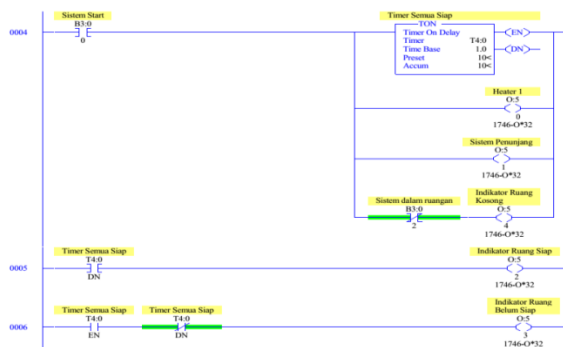 Sistem Start
B3:0
0004
0
Timer Semua Siap
TON
Timer On Delay
EN
Timer T4:0
Time Base 1.0
DN
Preset 10<
Accum 10<
Heater 1
O:5
0
1746-O*32
Sistem Penunjang
O:5
1
1746-O*32
Sistem dalam ruangan
B3:0
2
Indikator Ruang
Kosong
O:5
4
1746-O*32
Timer Semua Siap
T4:0
0005
DN
Indikator Ruang Siap
O:5
2
1746-O*32
Timer Semua Siap
T4:0
0006
EN
Timer Semua Siap
T4:0
DN
Indikator Ruang
Belum Siap
O:5
3
1746-O*32